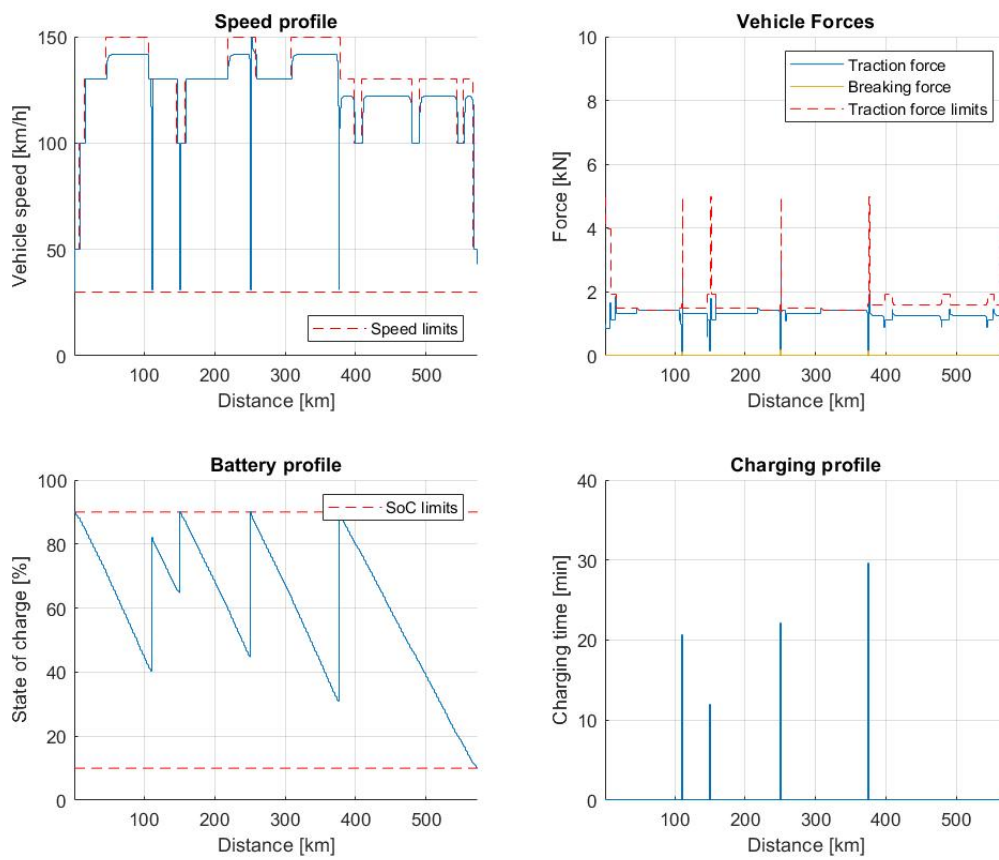 Speed profile
150
100
50
0
Vehicle speed [km/h]
Speed limits
100
200
300
400
500
Distance [km]
Vehicle Forces
10
8
6
4
2
0
Force [kN]
Traction force
Breaking force
Traction force limits
100
200
300
400
500
Distance [km]
Battery profile
100
80
60
40
20
0
State of charge [%]
SoC limits
100
200
300
400
500
Distance [km]
Charging profile
40
30
20
10
0
Charging time [min]
100
200
300
400
500
Distance [km]